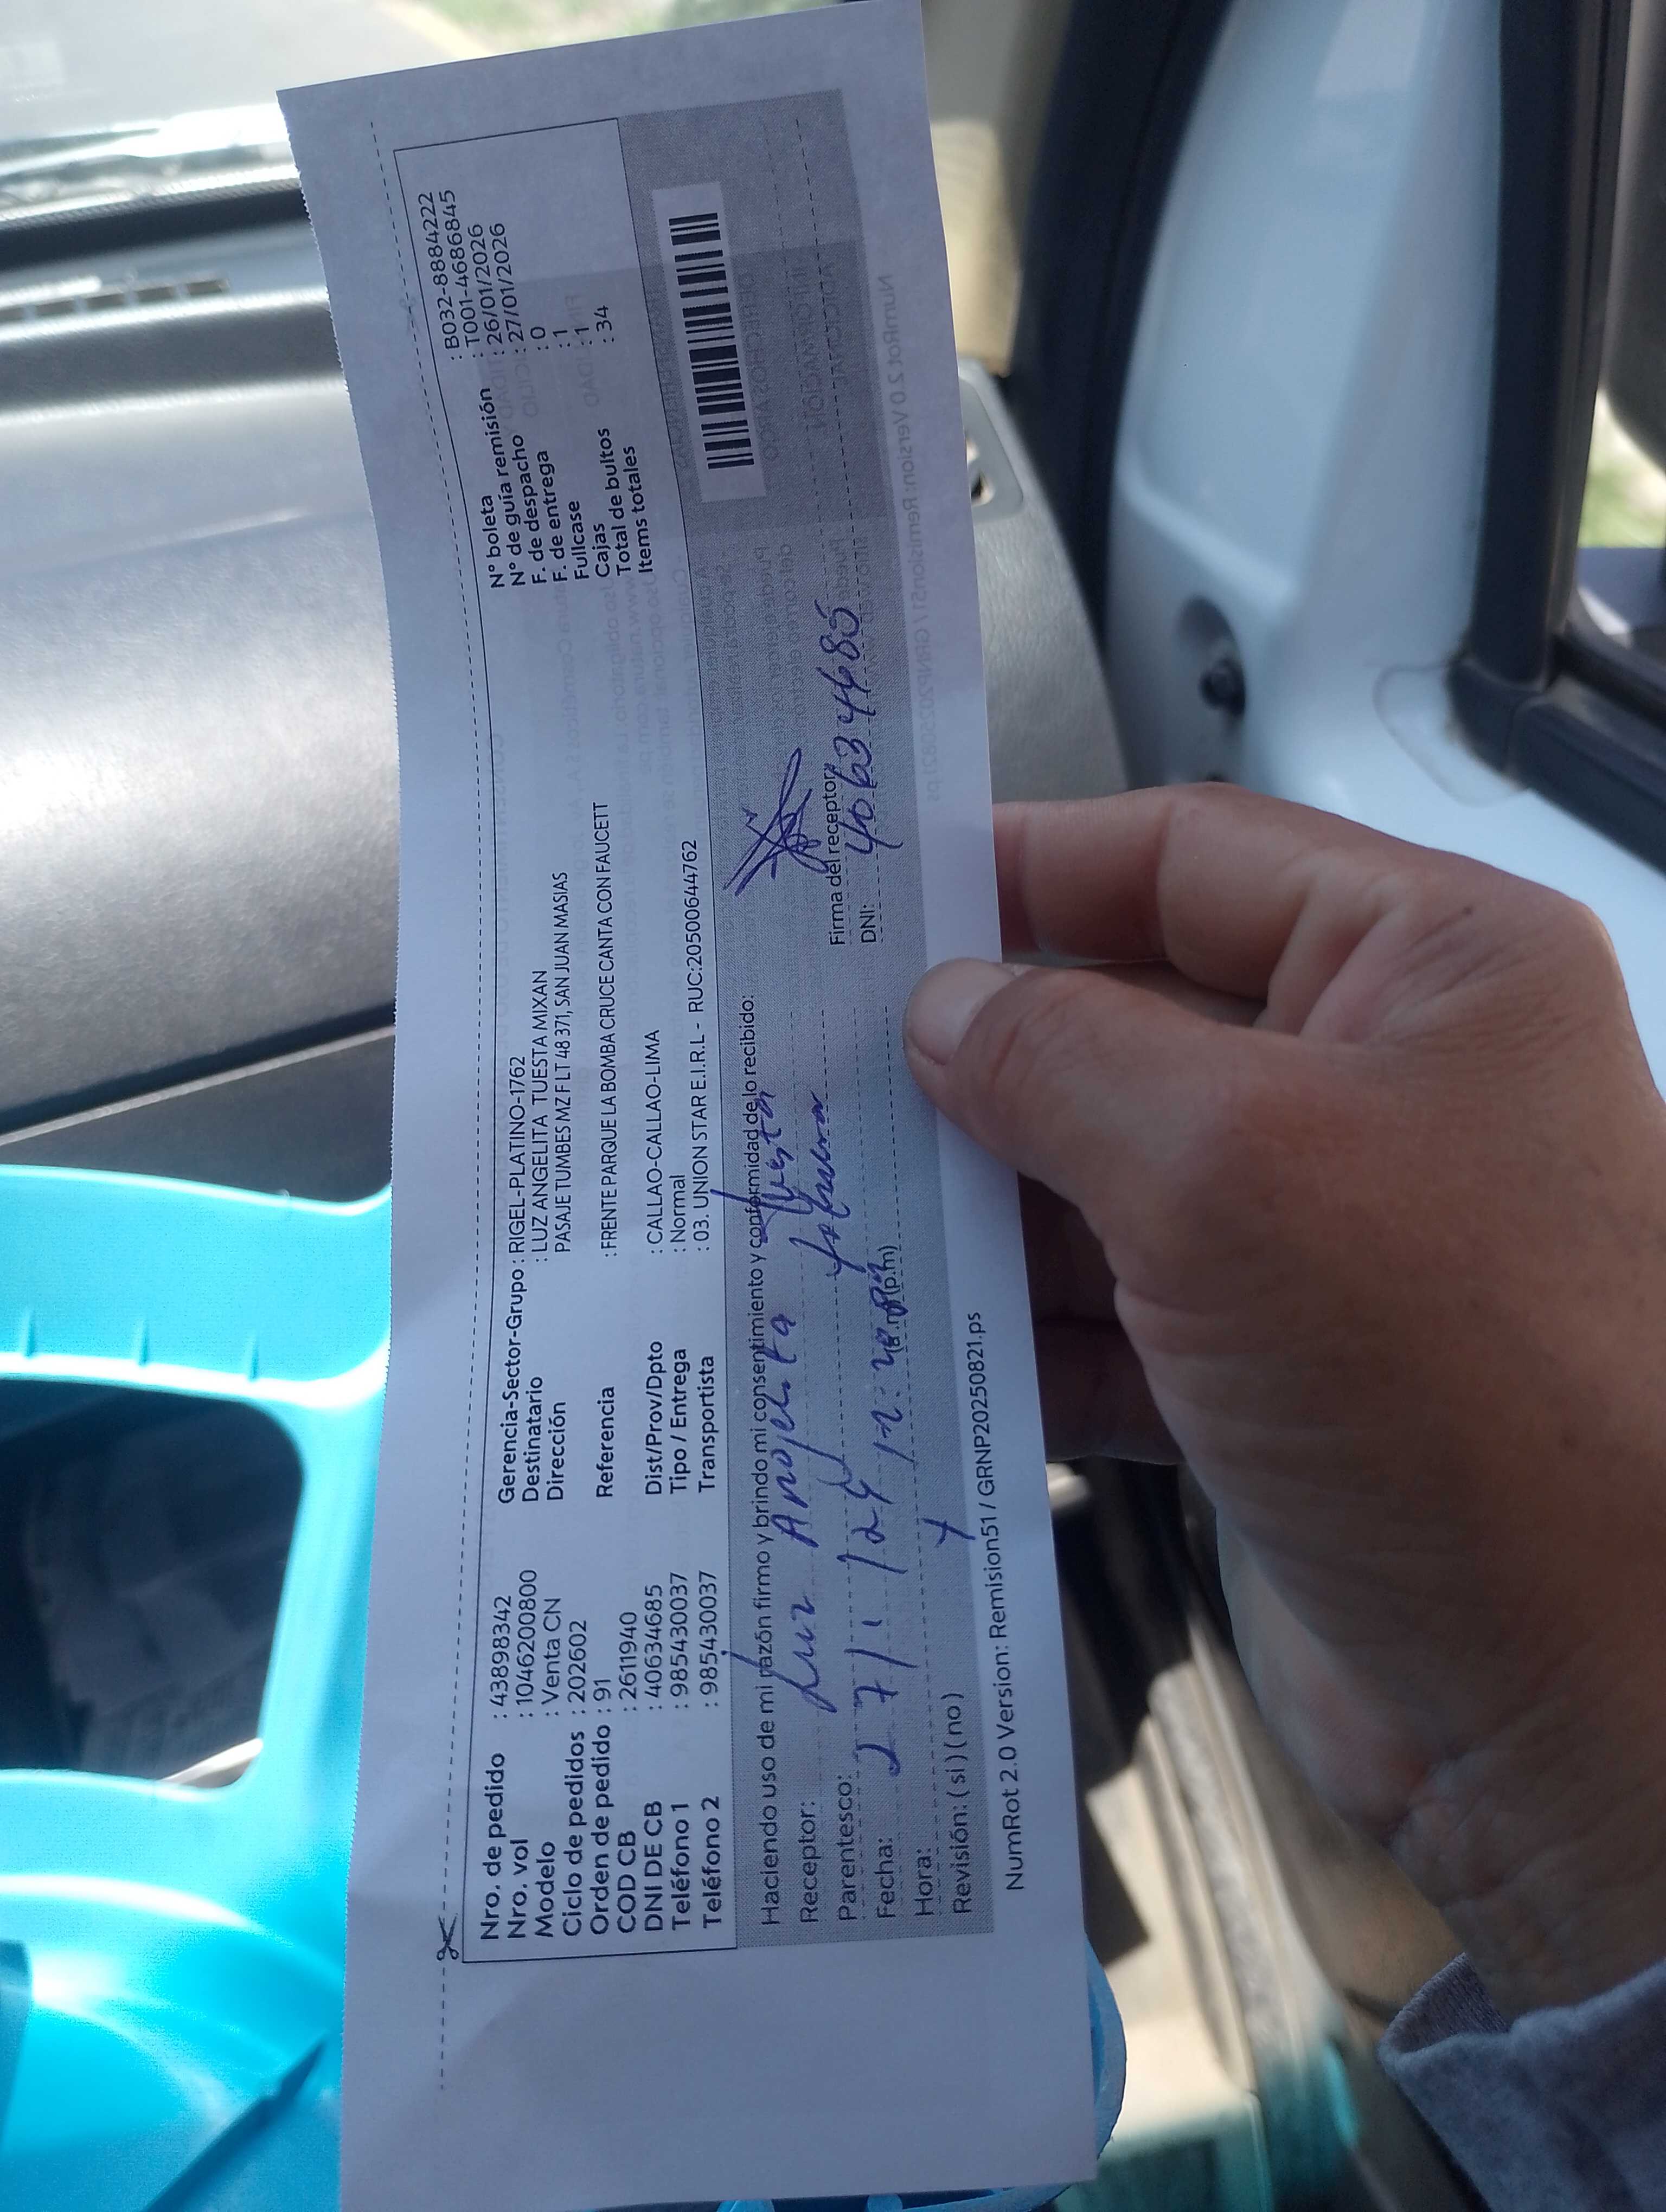 Nro. de pedido : 43898342
Nro. vol : 1046200800
Modelo : Venta CN
Ciclo de pedidos : 202602
Orden de pedido : 91
COD CB : 2611940
DNI DE CB : 40634685
Teléfono 1 : 985430037
Teléfono 2 : 985430037
Gerencia-Sector-Grupo : RIGEL-PLATINO-1762
Destinatario : LUZ ANGELITA TUESTA MIXAN
Dirección PASAJE TUMBES MZ F LT 48 371, SAN JUAN MASIAS
Referencia : FRENTE PARQUE LA BOMBA CRUCE CANTA CON FAUCETT
Dist/Prov/Dpto : CALLAO-CALLAO-LIMA
Tipo / Entrega : Normal
Transportista : 03. UNION STAR E.I.R.L - RUC:20500644762
N° boleta : B032-8884222
N° de guía remisión : T001-4686845
F. de despacho : 26/01/2026
F. de entrega : 27/01/2026
Fullcase : 0
Cajas : 1
Total de bultos : 1
Items totales : 34
Haciendo uso de mi razón firmo y brindo mi consentimiento y conformidad de lo recibido:
Receptor: Luz Angelita Tuesta
Parentesco:
Fecha: 27/1/
Hora: (a.m) (p.m)
Revisión: (si) (no)
Firma del receptor
DNI: 40634685
NumRot 2.0 Version: Remision51 / GRNP20250821.ps